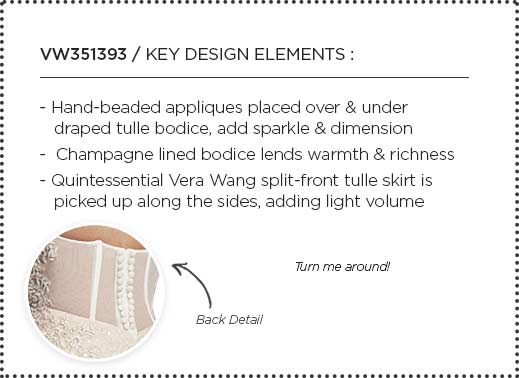 VW351393 / KEY DESIGN ELEMENTS :
- Hand-beaded appliques placed over & under
draped tulle bodice, add sparkle & dimension
- Champagne lined bodice lends warmth & richness
- Quintessential Vera Wang split-front tulle skirt is
picked up along the sides, adding light volume
Turn me around!
Back Detail